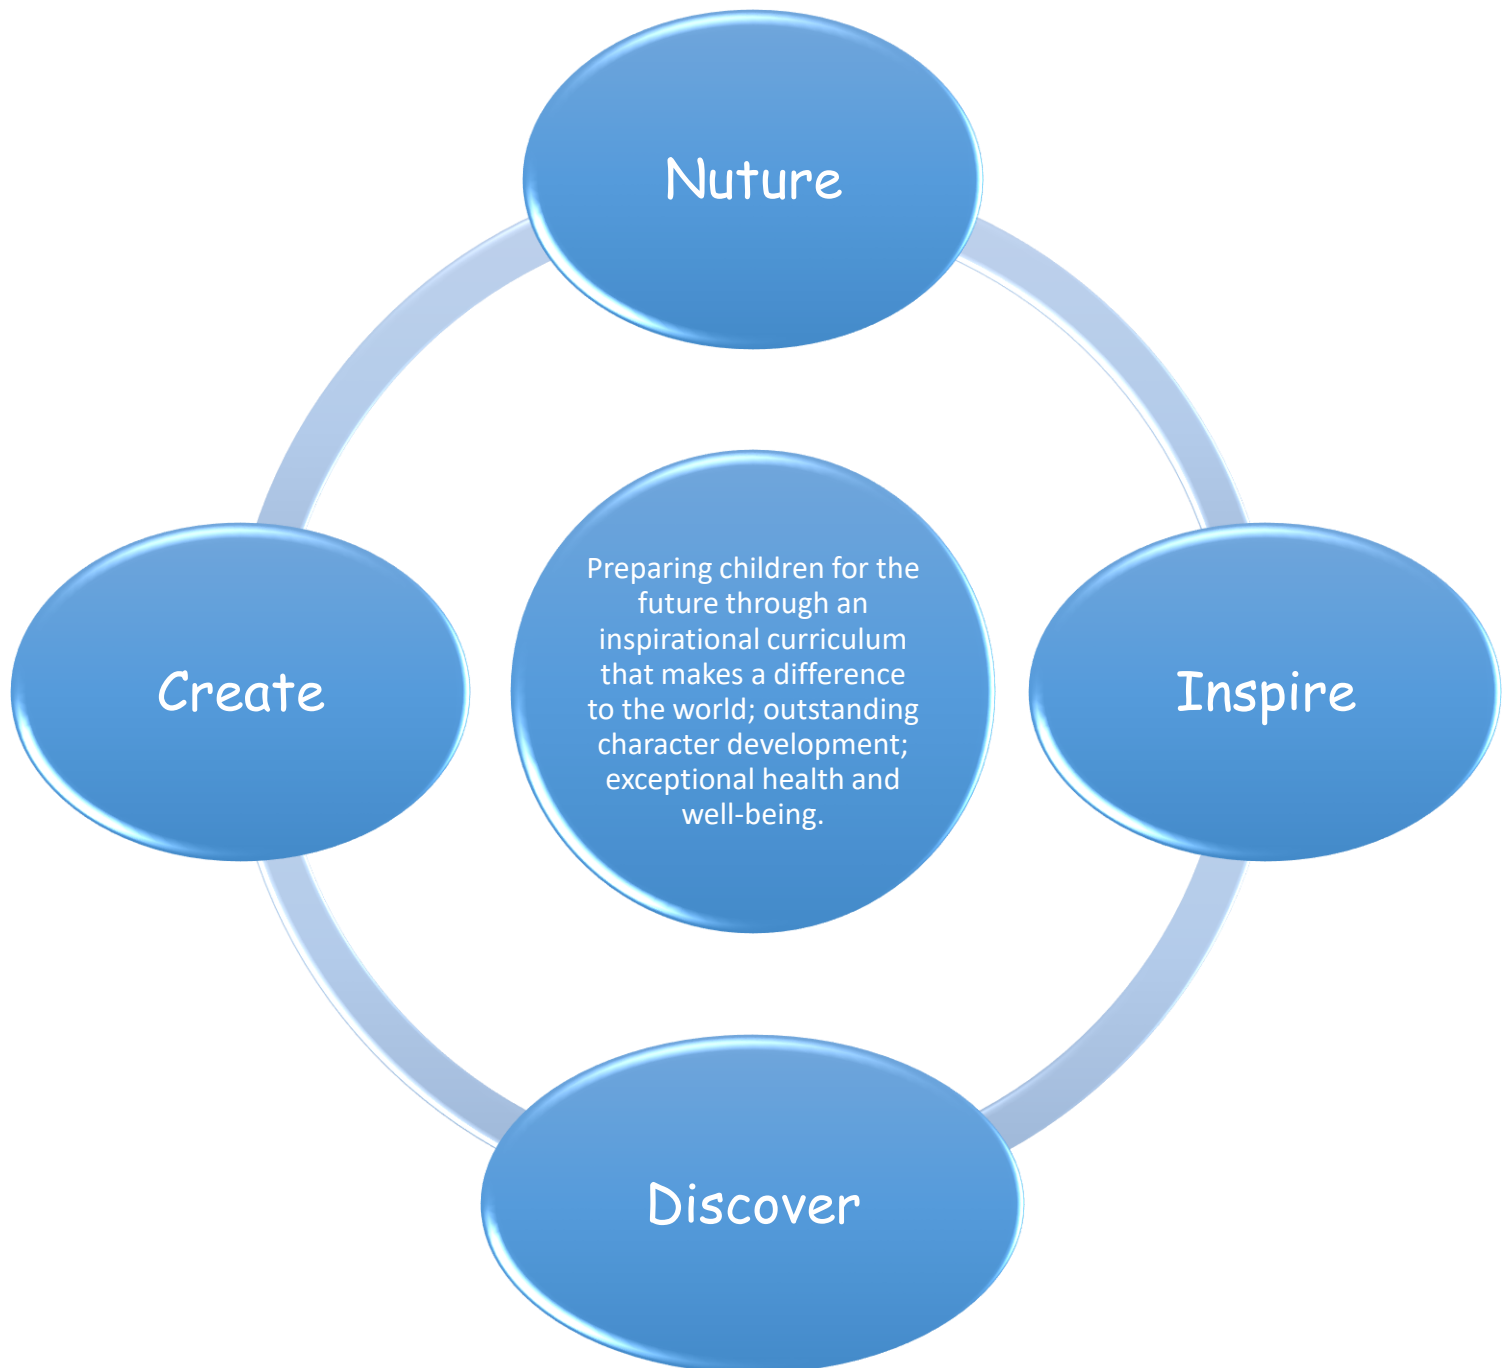 Nuture
Preparing children for the
future through an
inspirational curriculum
that makes a difference
to the world; outstanding
character development;
exceptional health and
well-being.
Create
Inspire
Discover